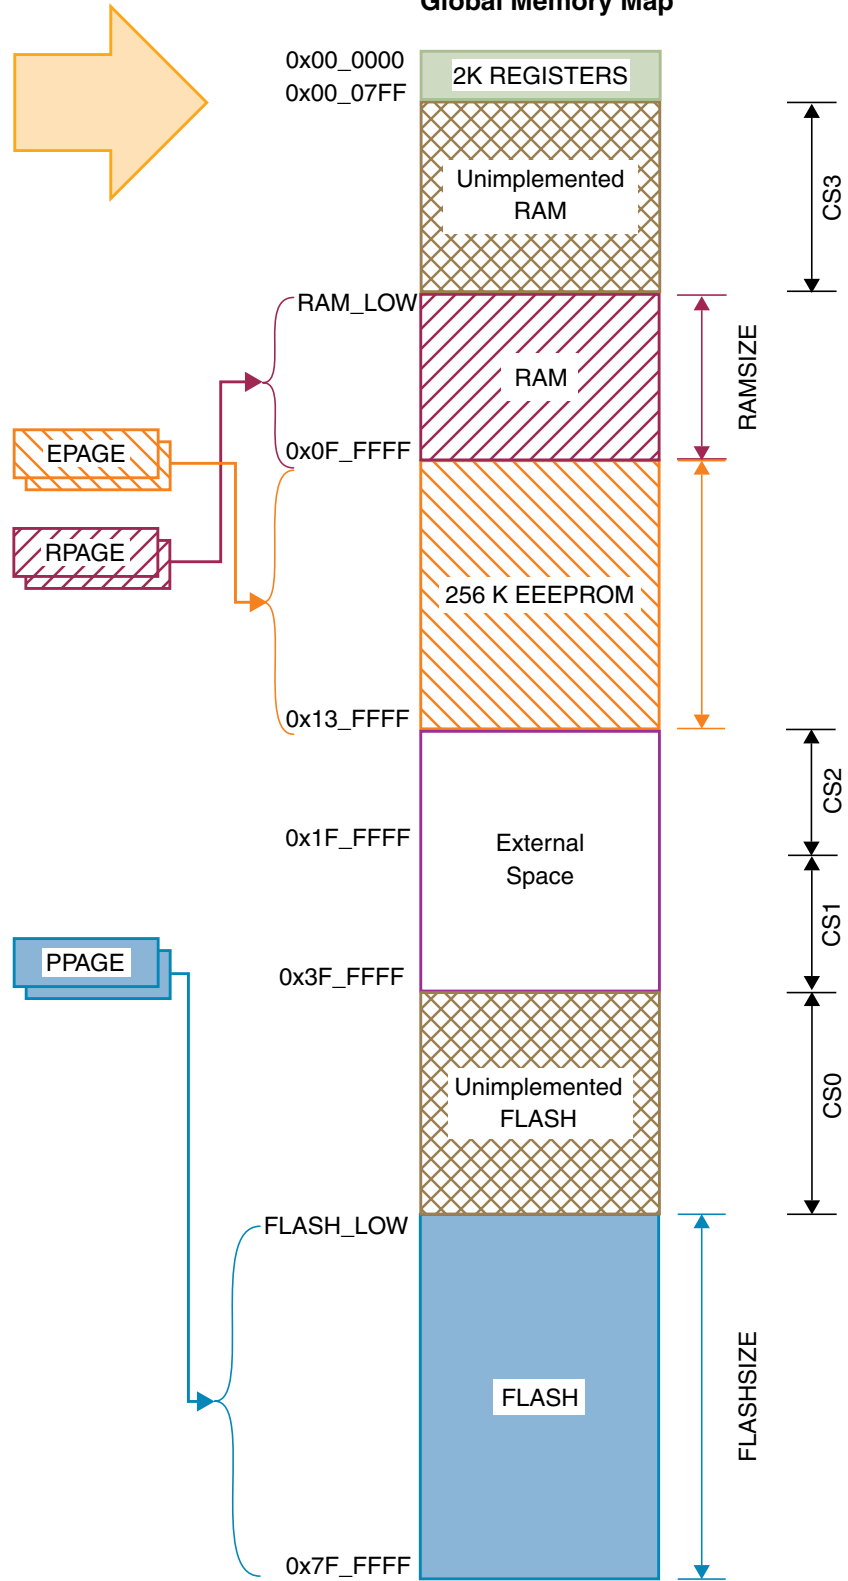 Global Memory Map
0x00_0000
2K REGISTERS
0x00_07FF
Unimplemented
RAM
CS3
RAM_LOW
RAM
RAMSIZE
0x0F_FFFF
EPAGE
RPAGE
256 K EEEPROM
0x13_FFFF
CS2
0x1F_FFFF
External
Space
CS1
PPAGE
0x3F_FFFF
Unimplemented
FLASH
CS0
FLASH_LOW
FLASH
FLASHSIZE
0x7F_FFFF